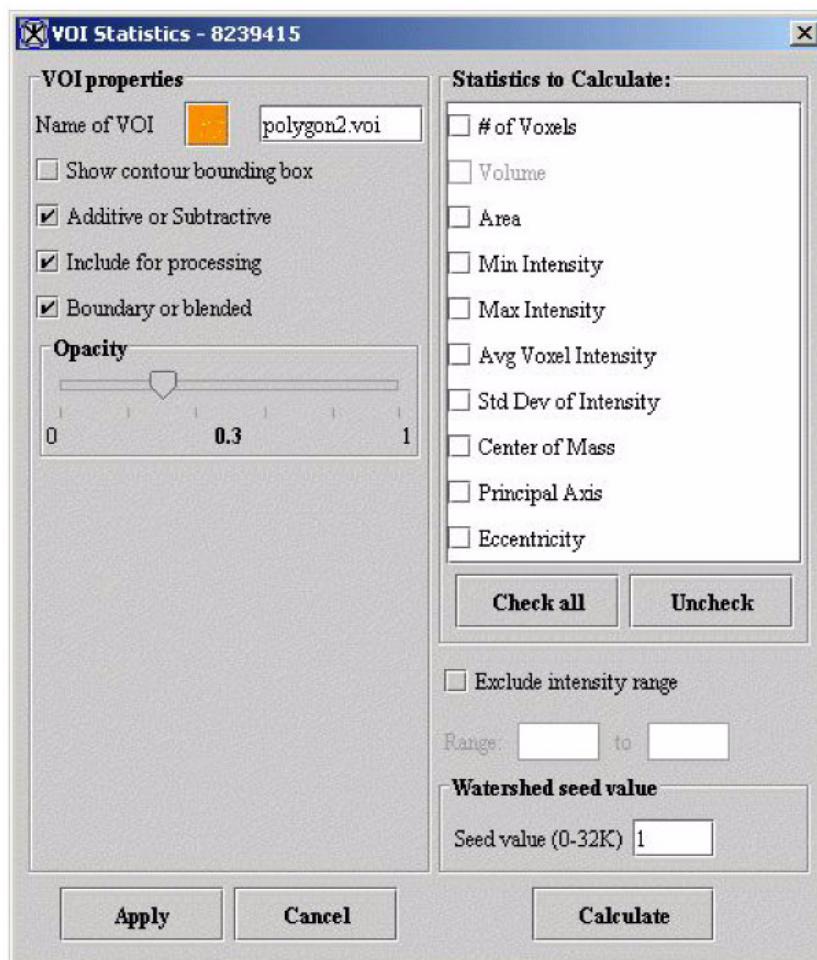 VOI Statistics - 8239415
VOI properties
Name of VOI polygon2.voi
Show contour bounding box
Additive or Subtractive
Include for processing
Boundary or blended
Opacity
0 0.3 1
Statistics to Calculate:
# of Voxels
Volume
Area
Min Intensity
Max Intensity
Avg Voxel Intensity
Std Dev of Intensity
Center of Mass
Principal Axis
Eccentricity
Check all Uncheck
Exclude intensity range
Range: to
Watershed seed value
Seed value (0-32K) 1
Apply Cancel Calculate